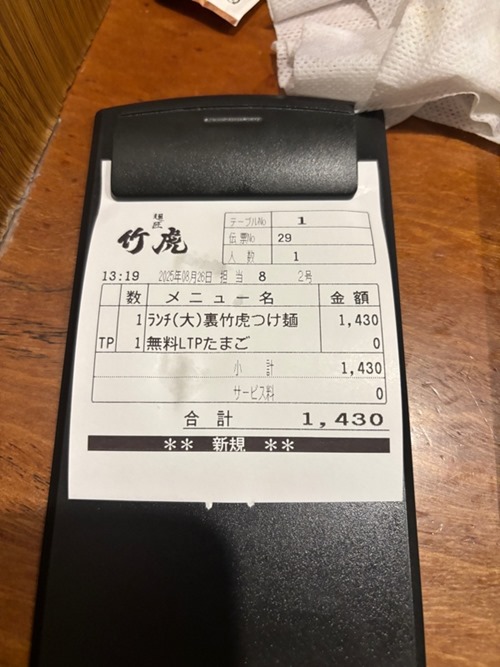 麺匠
竹虎
テーブルNo 1
伝票No 29
人数 1
13:19 2025年08月26日 担当 8 2号
数 メニュー名 金額
1 ランチ(大)裏竹虎つけ麺 1,430
TP 1 無料LTPたまご 0
小計 1,430
サービス料 0
合計 1,430
** 新規 **